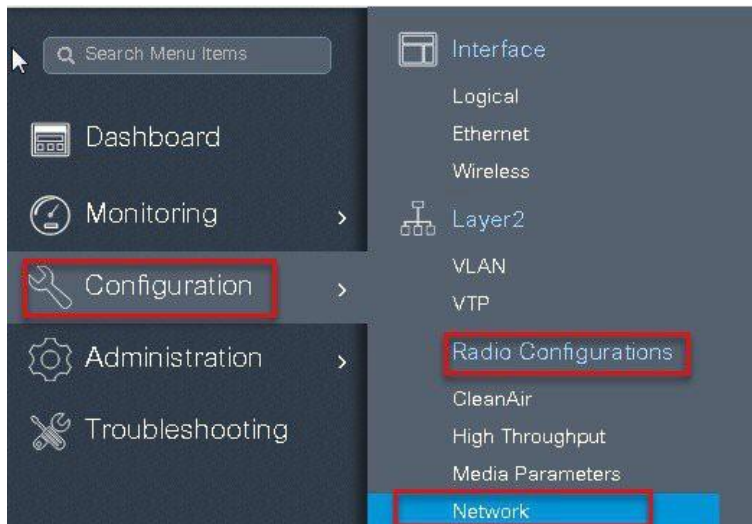 Search Menu Items
Dashboard
Monitoring
Configuration
Administration
Troubleshooting
Interface
Logical
Ethernet
Wireless
Layer2
VLAN
VTP
Radio Configurations
CleanAir
High Throughput
Media Parameters
Network